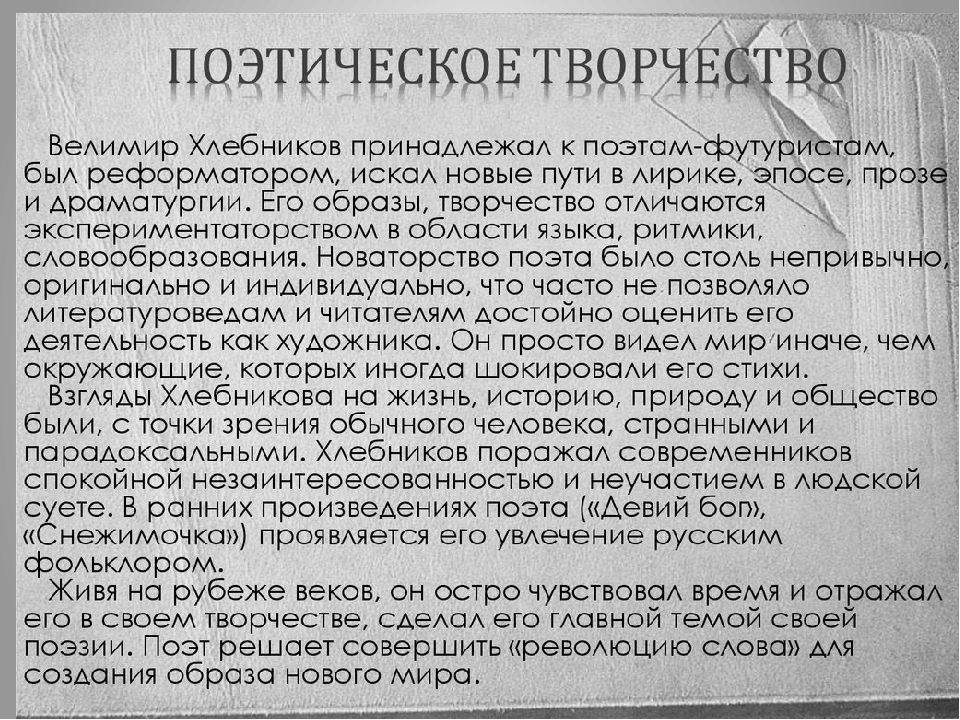 ПОЭТИЧЕСКОЕ ТВОРЧЕСТВО
Велимир Хлебников принадлежал к поэтам-футуристам,
был реформатором, искал новые пути в лирике, эпосе, прозе
и драматургии. Его образы, творчество отличаются
экспериментаторством в области языка, ритмики,
словообразования. Новаторство поэта было столь непривычно,
оригинально и индивидуально, что часто не позволяло
литературоведам и читателям достойно оценить его
деятельность как художника. Он просто видел мир иначе, чем
окружающие, которых иногда шокировали его стихи.
Взгляды Хлебникова на жизнь, историю, природу и общество
были, с точки зрения обычного человека, странными и
парадоксальными. Хлебников поражал современников
спокойной незаинтересованностью и неучастием в людской
суете. В ранних произведениях поэта («Девий бог»,
«Снежимочка») проявляется его увлечение русским
фольклором.
Живя на рубеже веков, он остро чувствовал время и отражал
его в своем творчестве, сделал его главной темой своей
поэзии. Поэт решает совершить «революцию слова» для
создания образа нового мира.